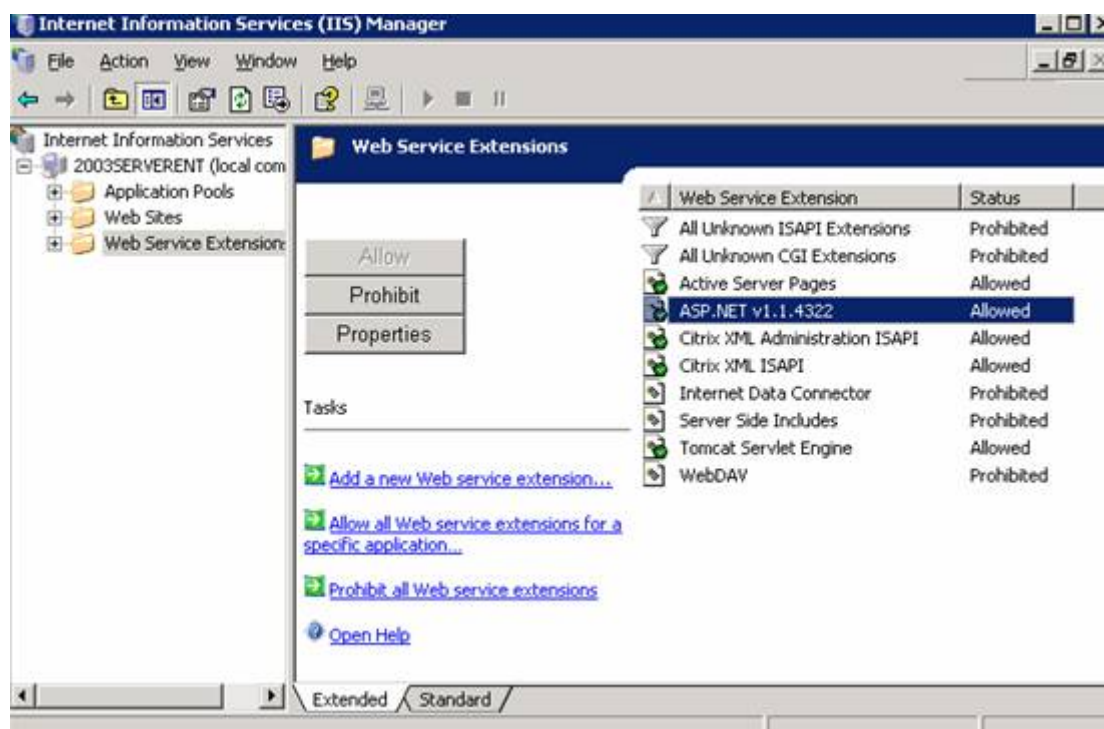 Internet Information Services (IIS) Manager
File Action View Window Help
Internet Information Services
2003SERVERENT (local com
Application Pools
Web Sites
Web Service Extension
Web Service Extensions
Allow
Prohibit
Properties
Tasks
Add a new Web service extension...
Allow all Web service extensions for a
specific application...
Prohibit all Web service extensions
Open Help
Web Service Extension Status
All Unknown ISAPI Extensions Prohibited
All Unknown CGI Extensions Prohibited
Active Server Pages Allowed
ASP.NET v1.1.4322 Allowed
Citrix XML Administration ISAPI Allowed
Citrix XML ISAPI Allowed
Internet Data Connector Prohibited
Server Side Includes Prohibited
Tomcat Servlet Engine Allowed
WebDAV Prohibited
Extended Standard